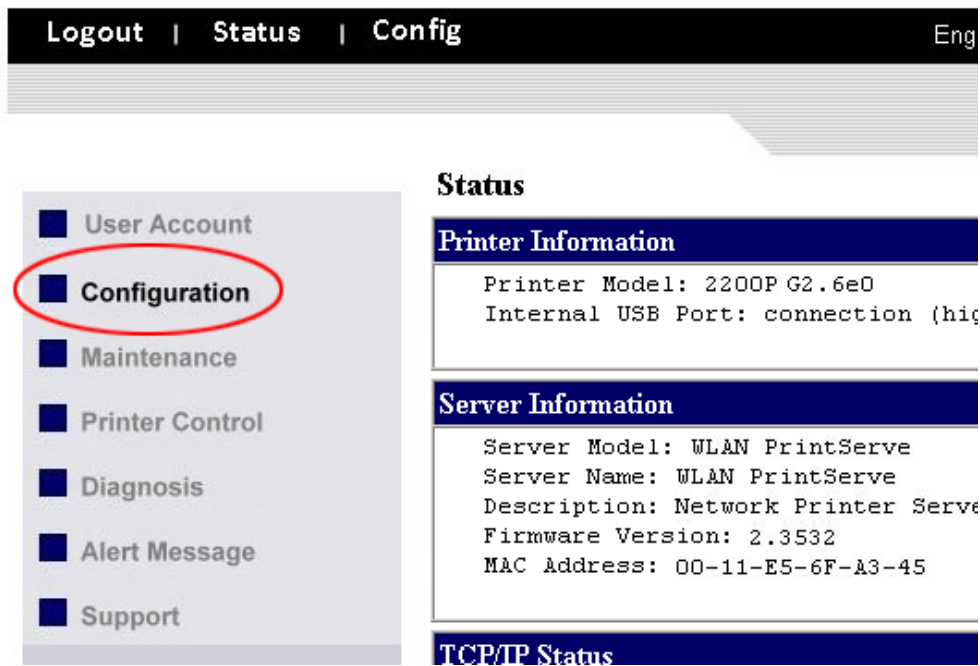 Logout | Status | Config Eng
User Account
Configuration
Maintenance
Printer Control
Diagnosis
Alert Message
Support
Status
Printer Information
Printer Model: 2200P G2.6e0
Internal USB Port: connection (hig
Server Information
Server Model: WLAN PrintServe
Server Name: WLAN PrintServe
Description: Network Printer Serve
Firmware Version: 2.3532
MAC Address: 00-11-E5-6F-A3-45
TCP/IP Status